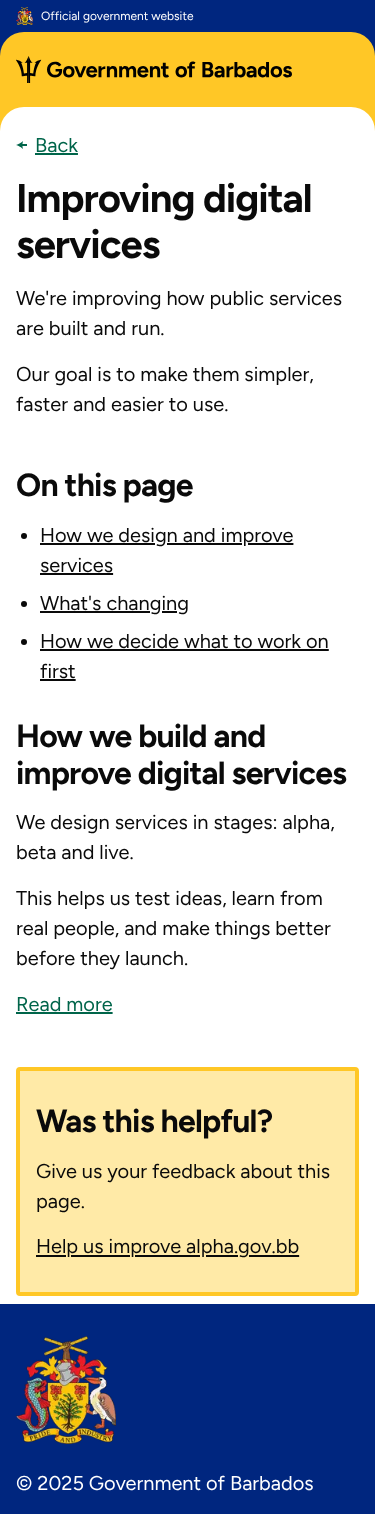 Official government website
Government of Barbados
Back
Improving digital
services
We're improving how public services
are built and run.
Our goal is to make them simpler,
faster and easier to use.
On this page
How we design and improve
services
What's changing
How we decide what to work on
first
How we build and
improve digital services
We design services in stages: alpha,
beta and live.
This helps us test ideas, learn from
real people, and make things better
before they launch.
Read more
Was this helpful?
Give us your feedback about this
page.
Help us improve alpha.gov.bb
PRIDE AND INDUSTRY
© 2025 Government of Barbados